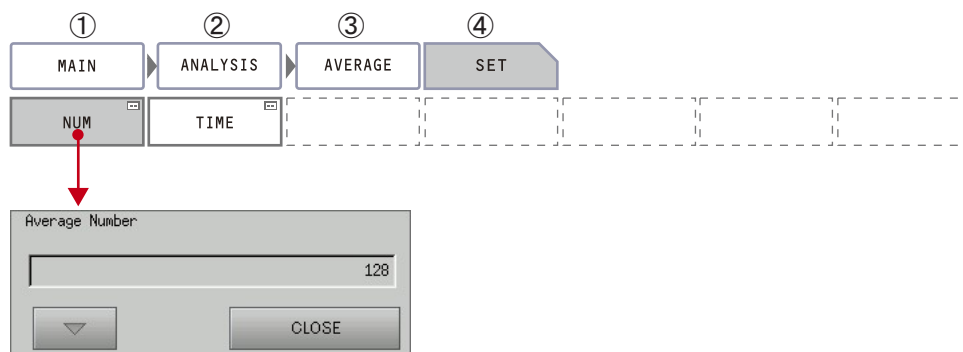 ① ② ③ ④
MAIN ANALYSIS AVERAGE SET
NUM TIME
Average Number
128
CLOSE